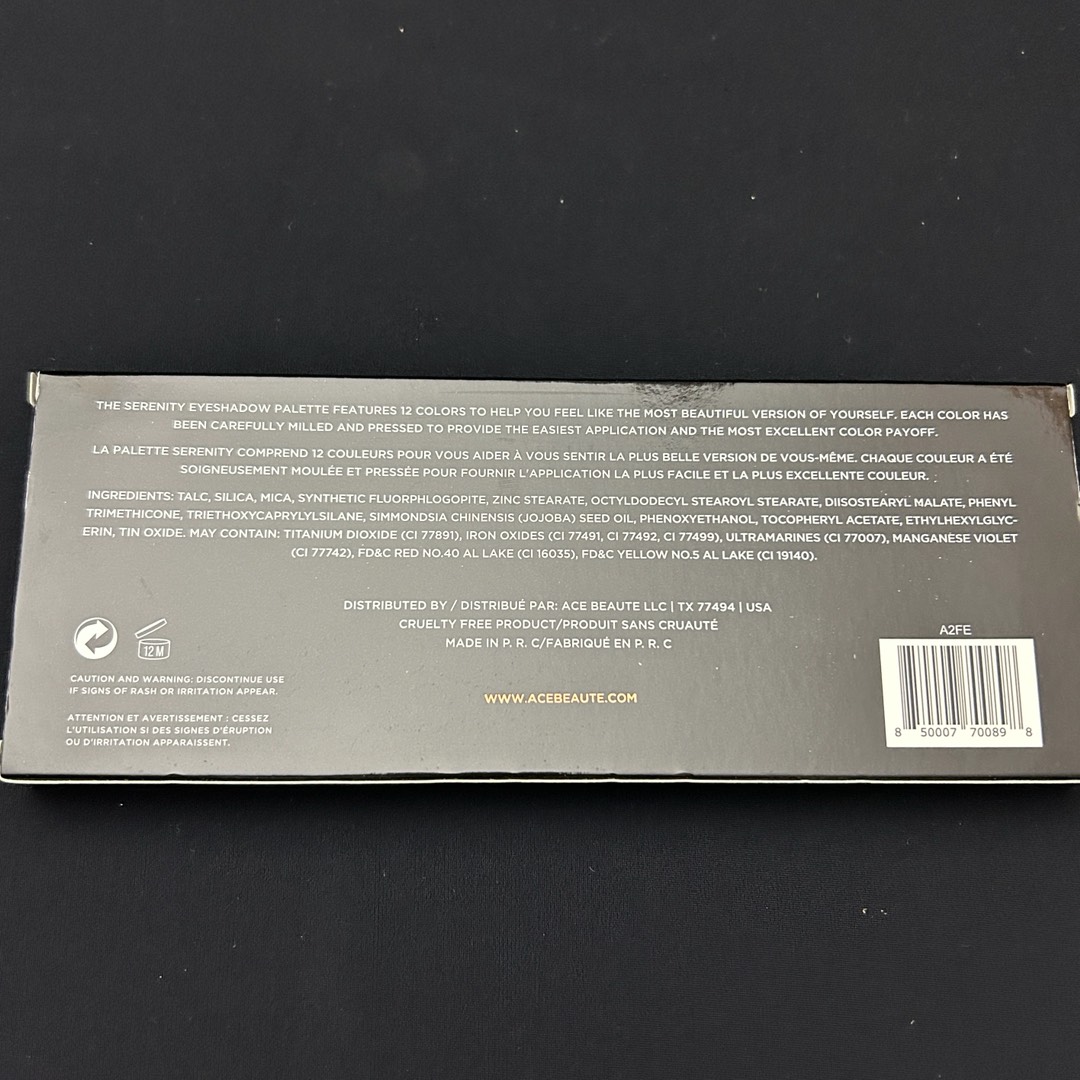 THE SERENITY EYESHADOW PALETTE FEATURES 12 COLORS TO HELP YOU FEEL LIKE THE MOST BEAUTIFUL VERSION OF YOURSELF. EACH COLOR HAS
BEEN CAREFULLY MILLED AND PRESSED TO PROVIDE THE EASIEST APPLICATION AND THE MOST EXCELLENT COLOR PAYOFF.
LA PALETTE SERENITY COMPREND 12 COULEURS POUR VOUS AIDER À VOUS SENTIR LA PLUS BELLE VERSION DE VOUS-MÊME. CHAQUE COULEUR A ÉTÉ
SOIGNEUSEMENT MOULÉE ET PRESSÉE POUR FOURNIR L'APPLICATION LA PLUS FACILE ET LA PLUS EXCELLENTE COULEUR.
INGREDIENTS: TALC, SILICA, MICA, SYNTHETIC FLUORPHLOGOPITE, ZINC STEARATE, OCTYLDODECYL STEAROYL STEARATE, DIISOSTEARYL MALATE, PHENYL
TRIMETHICONE, TRIETHOXYCAPRYLYLSILANE, SIMMONDSIA CHINENSIS (JOJOBA) SEED OIL, PHENOXYETHANOL, TOCOPHERYL ACETATE, ETHYLHEXYLGLYC-
ERIN, TIN OXIDE. MAY CONTAIN: TITANIUM DIOXIDE (CI 77891), IRON OXIDES (CI 77491, CI 77492, CI 77499), ULTRAMARINES (CI 77007), MANGANESE VIOLET
(CI 77742), FD&C RED NO.40 AL LAKE (CI 16035), FD&C YELLOW NO.5 AL LAKE (CI 19140).
DISTRIBUTED BY / DISTRIBUÉ PAR: ACE BEAUTE LLC | TX 77494 | USA
CRUELTY FREE PRODUCT/PRODUIT SANS CRUAUTÉ
MADE IN P. R. C/FABRIQUÉ EN P. R. C
12 M
CAUTION AND WARNING: DISCONTINUE USE
IF SIGNS OF RASH OR IRRITATION APPEAR.
ATTENTION ET AVERTISSEMENT : CESSEZ
L'UTILISATION SI DES SIGNES D'ÉRUPTION
OU D'IRRITATION APPARAISSENT.
WWW.ACEBEAUTE.COM
A2FE
8 50007 70089 8